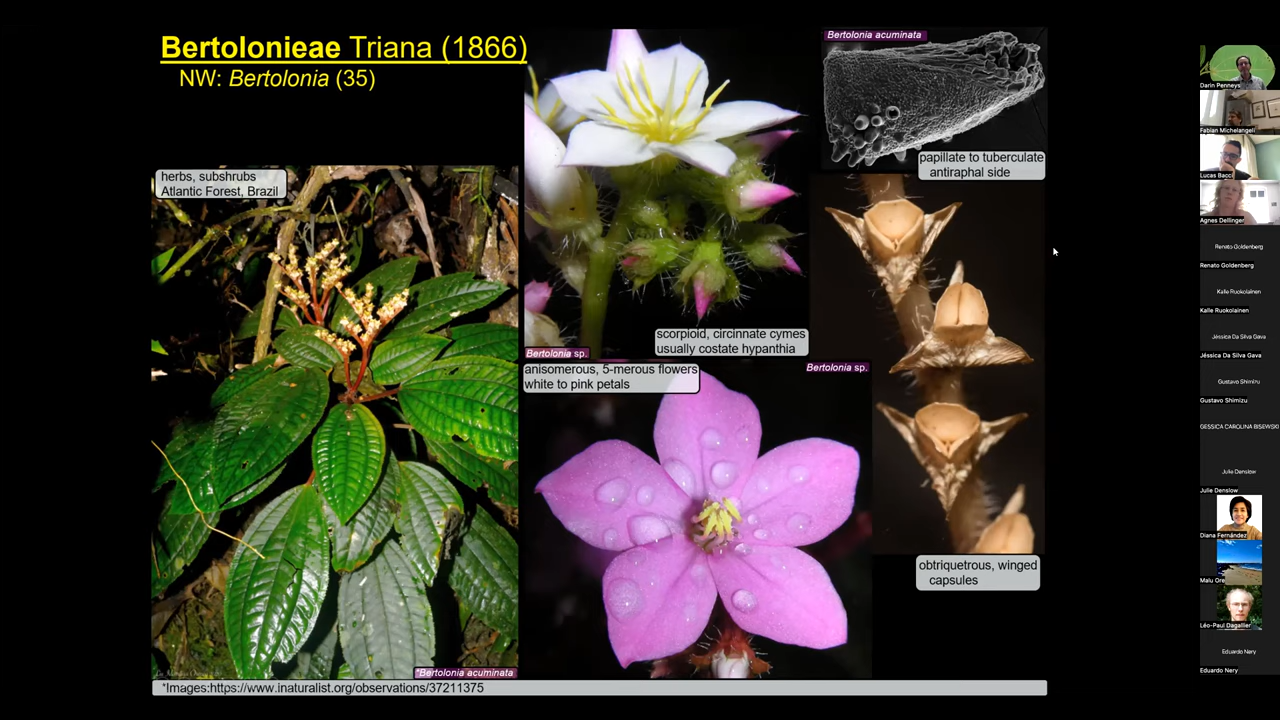 Bertolonieae Triana (1866)
NW: Bertolonia (35)
herbs, subshrubs
Atlantic Forest, Brazil
*Bertolonia acuminata
scorpioid, circinnate cymes
usually costate hypanthia
Bertolonia sp.
anisomerous, 5-merous flowers
white to pink petals
Bertolonia sp.
Bertolonia acuminata
papillate to tuberculate
antiraphal side
obtriquetrous, winged
capsules
*Images:https://www.inaturalist.org/observations/37211375
Darin Penneys
Fabian Michelangeli
Lucas Bacci
Agnes Dellinger
Renato Goldenberg
Renato Goldenberg
Kalle Ruokolainen
Kalle Ruokolainen
Jéssica Da Silva Gava
Jéssica Da Silva Gava
Gustavo Shimizu
Gustavo Shimizu
GESSICA CAROLINA BISEWSKI
Julie Denslow
Julie Denslow
Diana Fernández
Malu Ore
Léo-Paul Dagallier
Eduardo Nery
Eduardo Nery